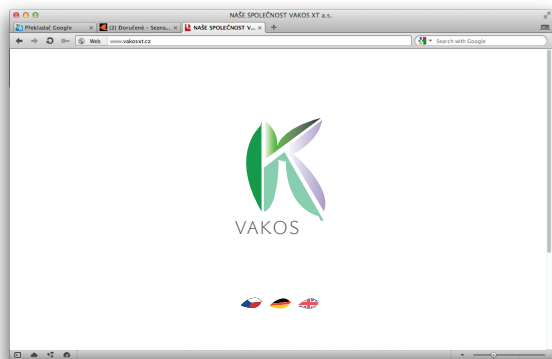 NAŠE SPOLEČNOST VAKOS XT a.s.
Překladač Google
(2) Doručené – Sezna...
NAŠE SPOLEČNOST V...
Web
www.vakosxt.cz
Search with Google
VAKOS